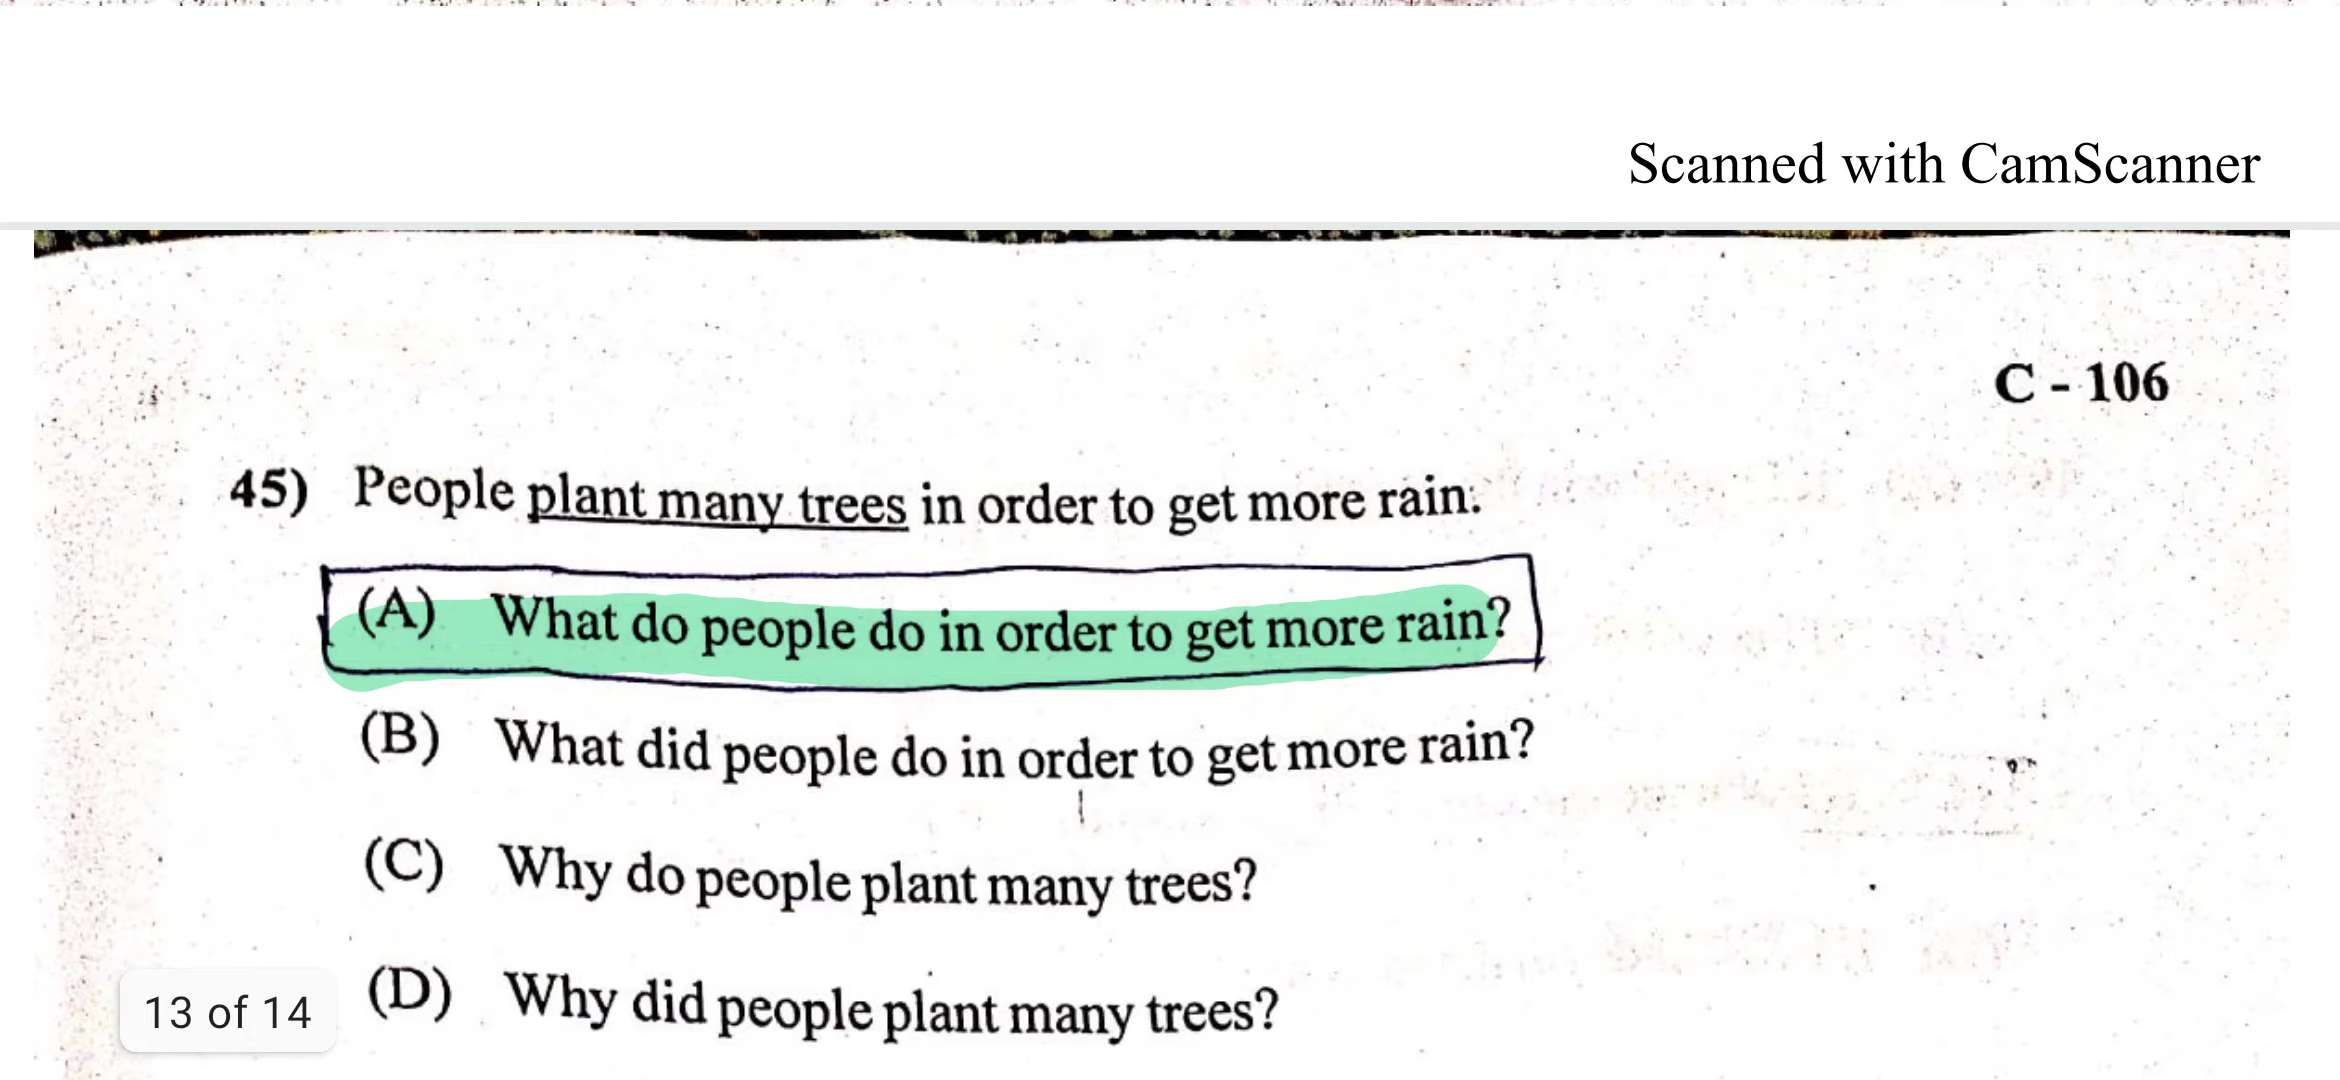 Scanned with CamScanner
C - 106
45) People plant many trees in order to get more rain.
(A) What do people do in order to get more rain?
(B) What did people do in order to get more rain?
(C) Why do people plant many trees?
(D) Why did people plant many trees?
13 of 14